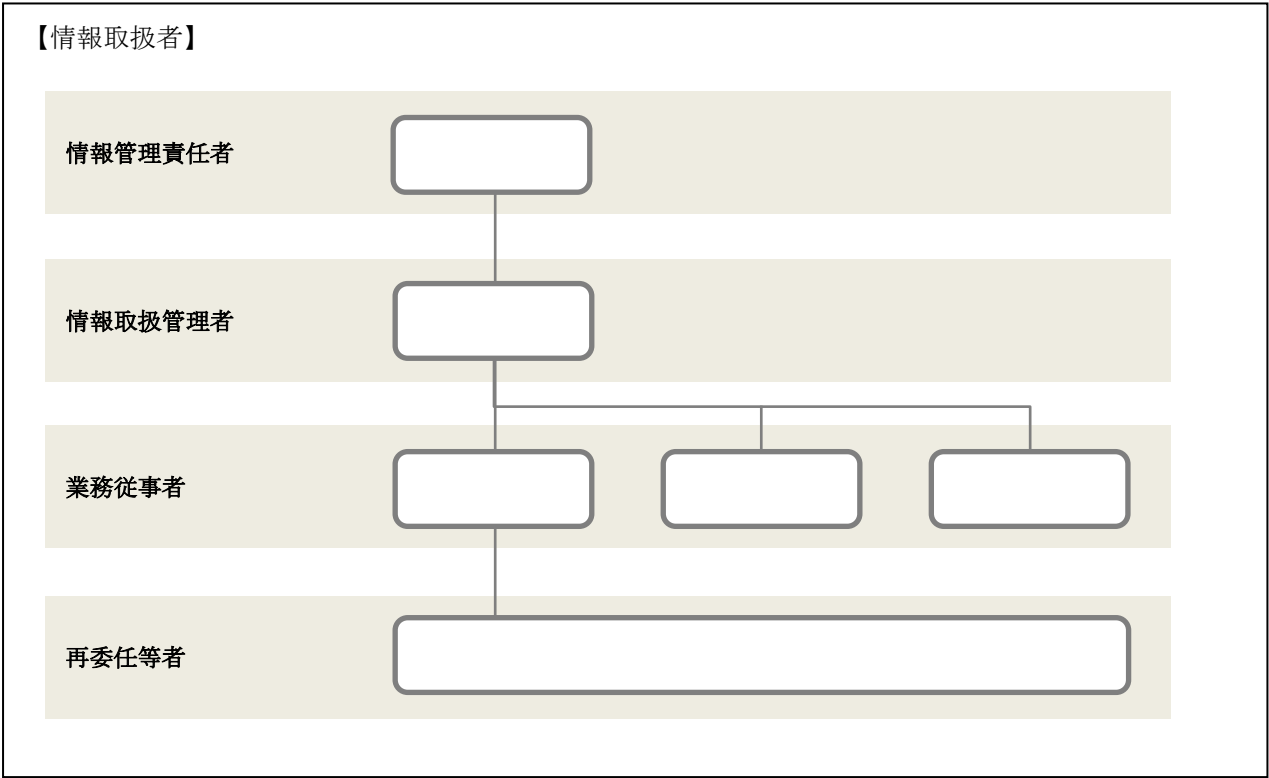 【情報取扱者】
情報管理責任者
情報取扱管理者
業務従事者
再委任等者